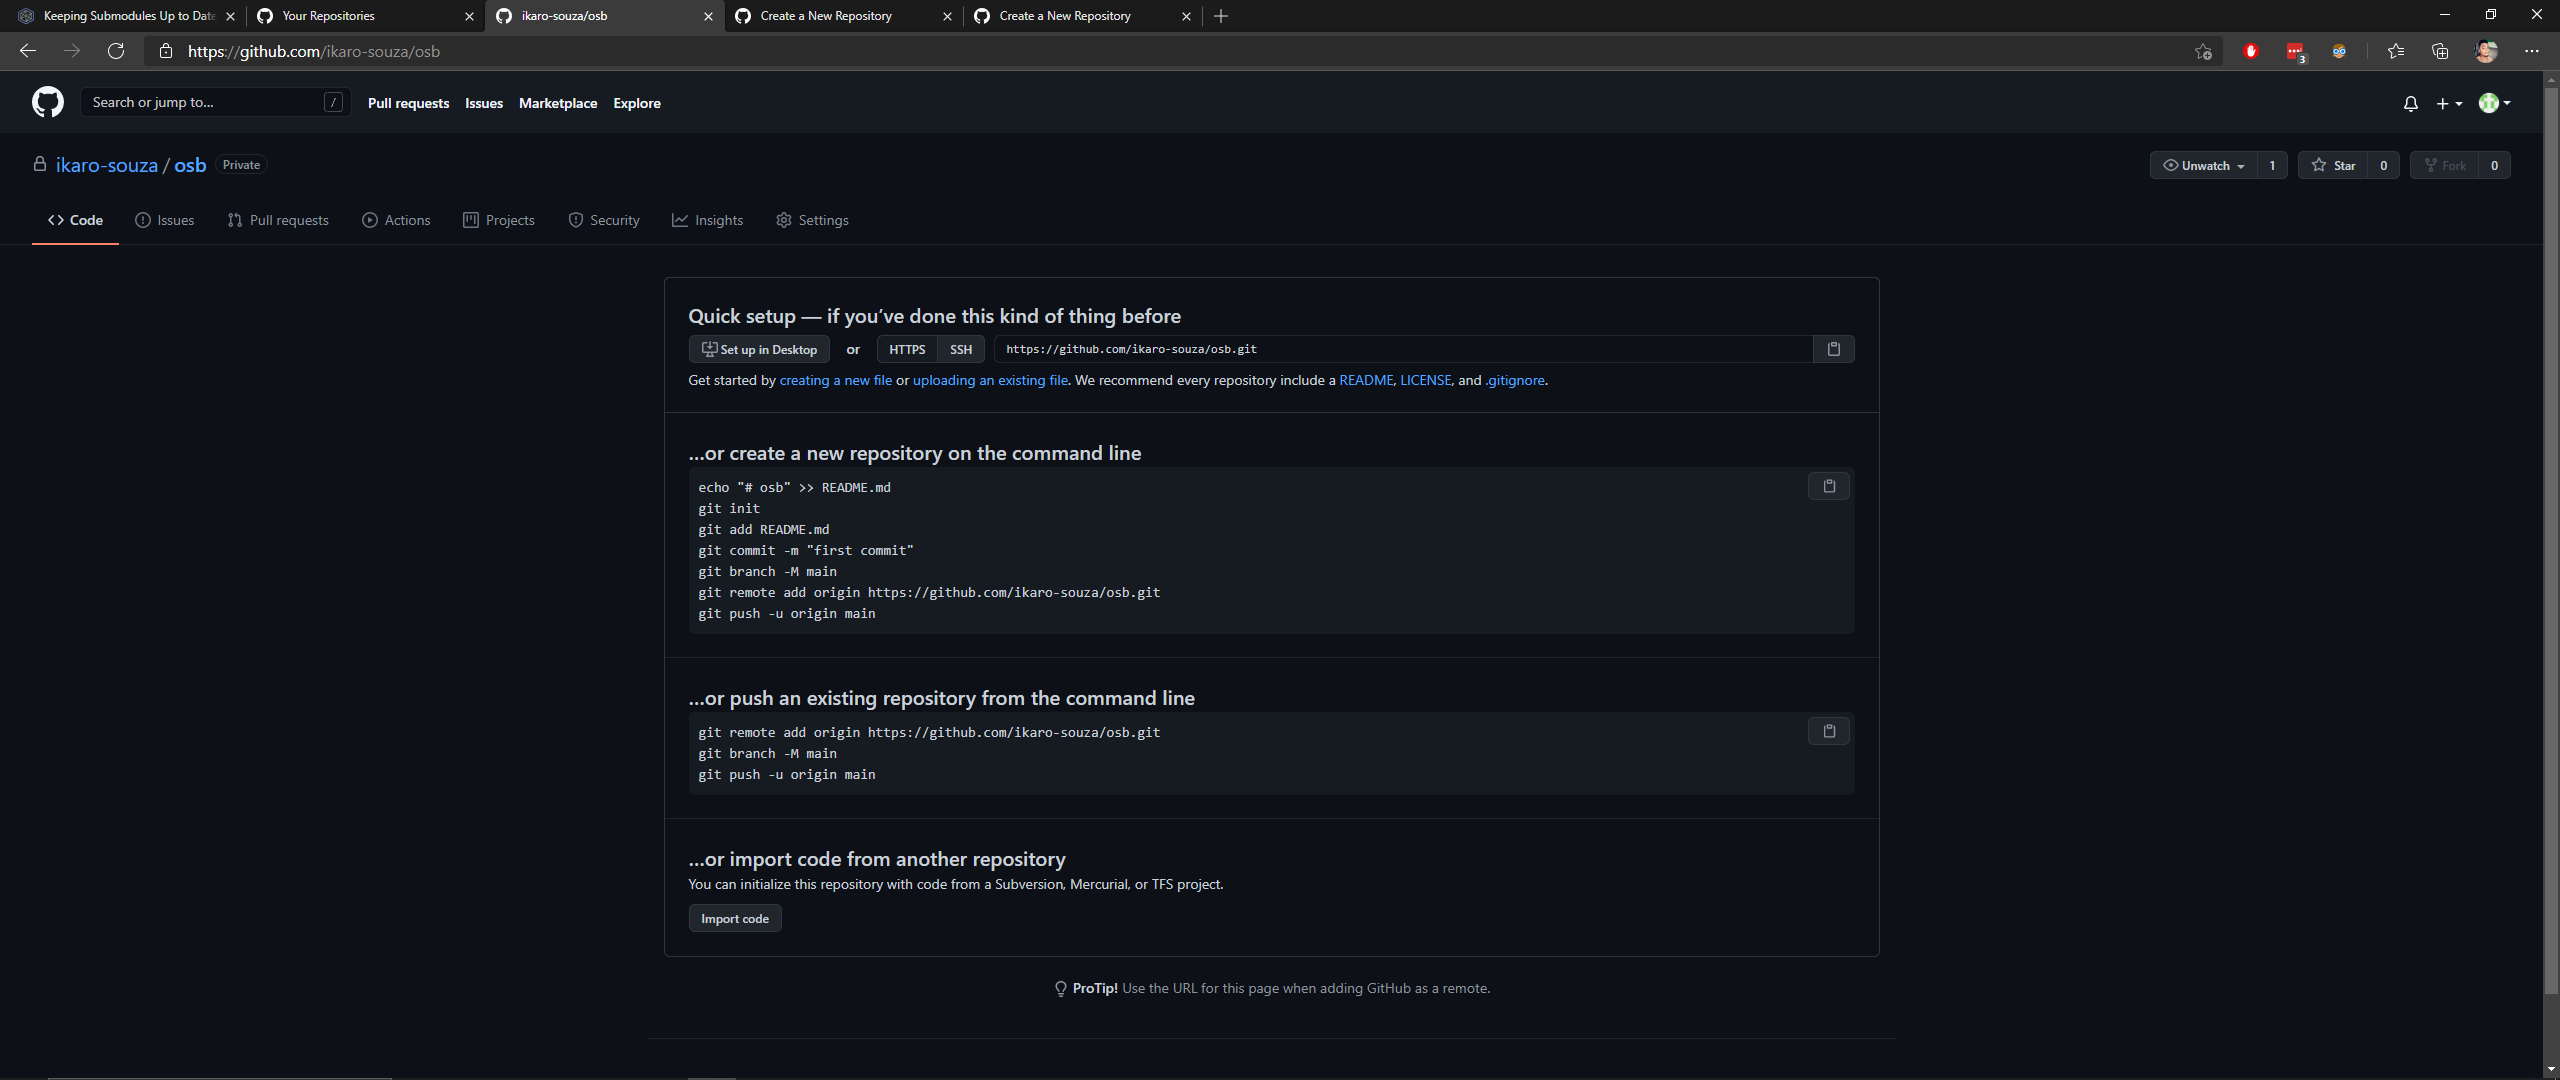 Keeping Submodules Up to Date
Your Repositories
ikaro-souza/osb
Create a New Repository
Create a New Repository
https://github.com/ikaro-souza/osb
3
Search or jump to...
/
Pull requests
Issues
Marketplace
Explore
ikaro-souza / osb
Private
Unwatch 1
Star 0
Fork 0
Code
Issues
Pull requests
Actions
Projects
Security
Insights
Settings
Quick setup — if you’ve done this kind of thing before
Set up in Desktop or HTTPS SSH https://github.com/ikaro-souza/osb.git
Get started by creating a new file or uploading an existing file. We recommend every repository include a README, LICENSE, and .gitignore.
…or create a new repository on the command line
echo "# osb" >> README.md
git init
git add README.md
git commit -m "first commit"
git branch -M main
git remote add origin https://github.com/ikaro-souza/osb.git
git push -u origin main
…or push an existing repository from the command line
git remote add origin https://github.com/ikaro-souza/osb.git
git branch -M main
git push -u origin main
…or import code from another repository
You can initialize this repository with code from a Subversion, Mercurial, or TFS project.
Import code
ProTip! Use the URL for this page when adding GitHub as a remote.